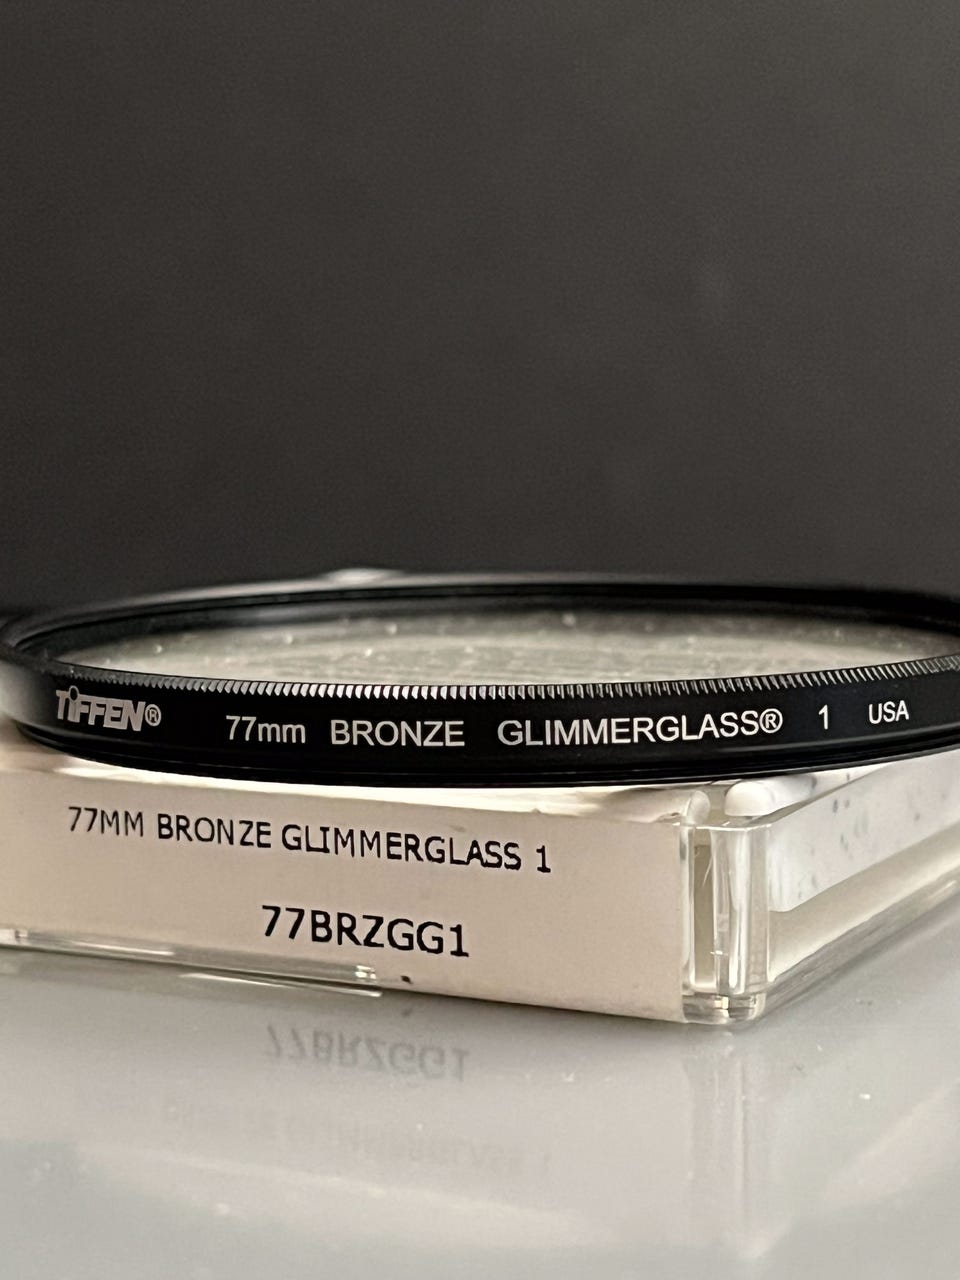 TiFFEN® 77mm BRONZE GLIMMERGLASS® 1 USA
77MM BRONZE GLIMMERGLASS 1
77BRZGG1